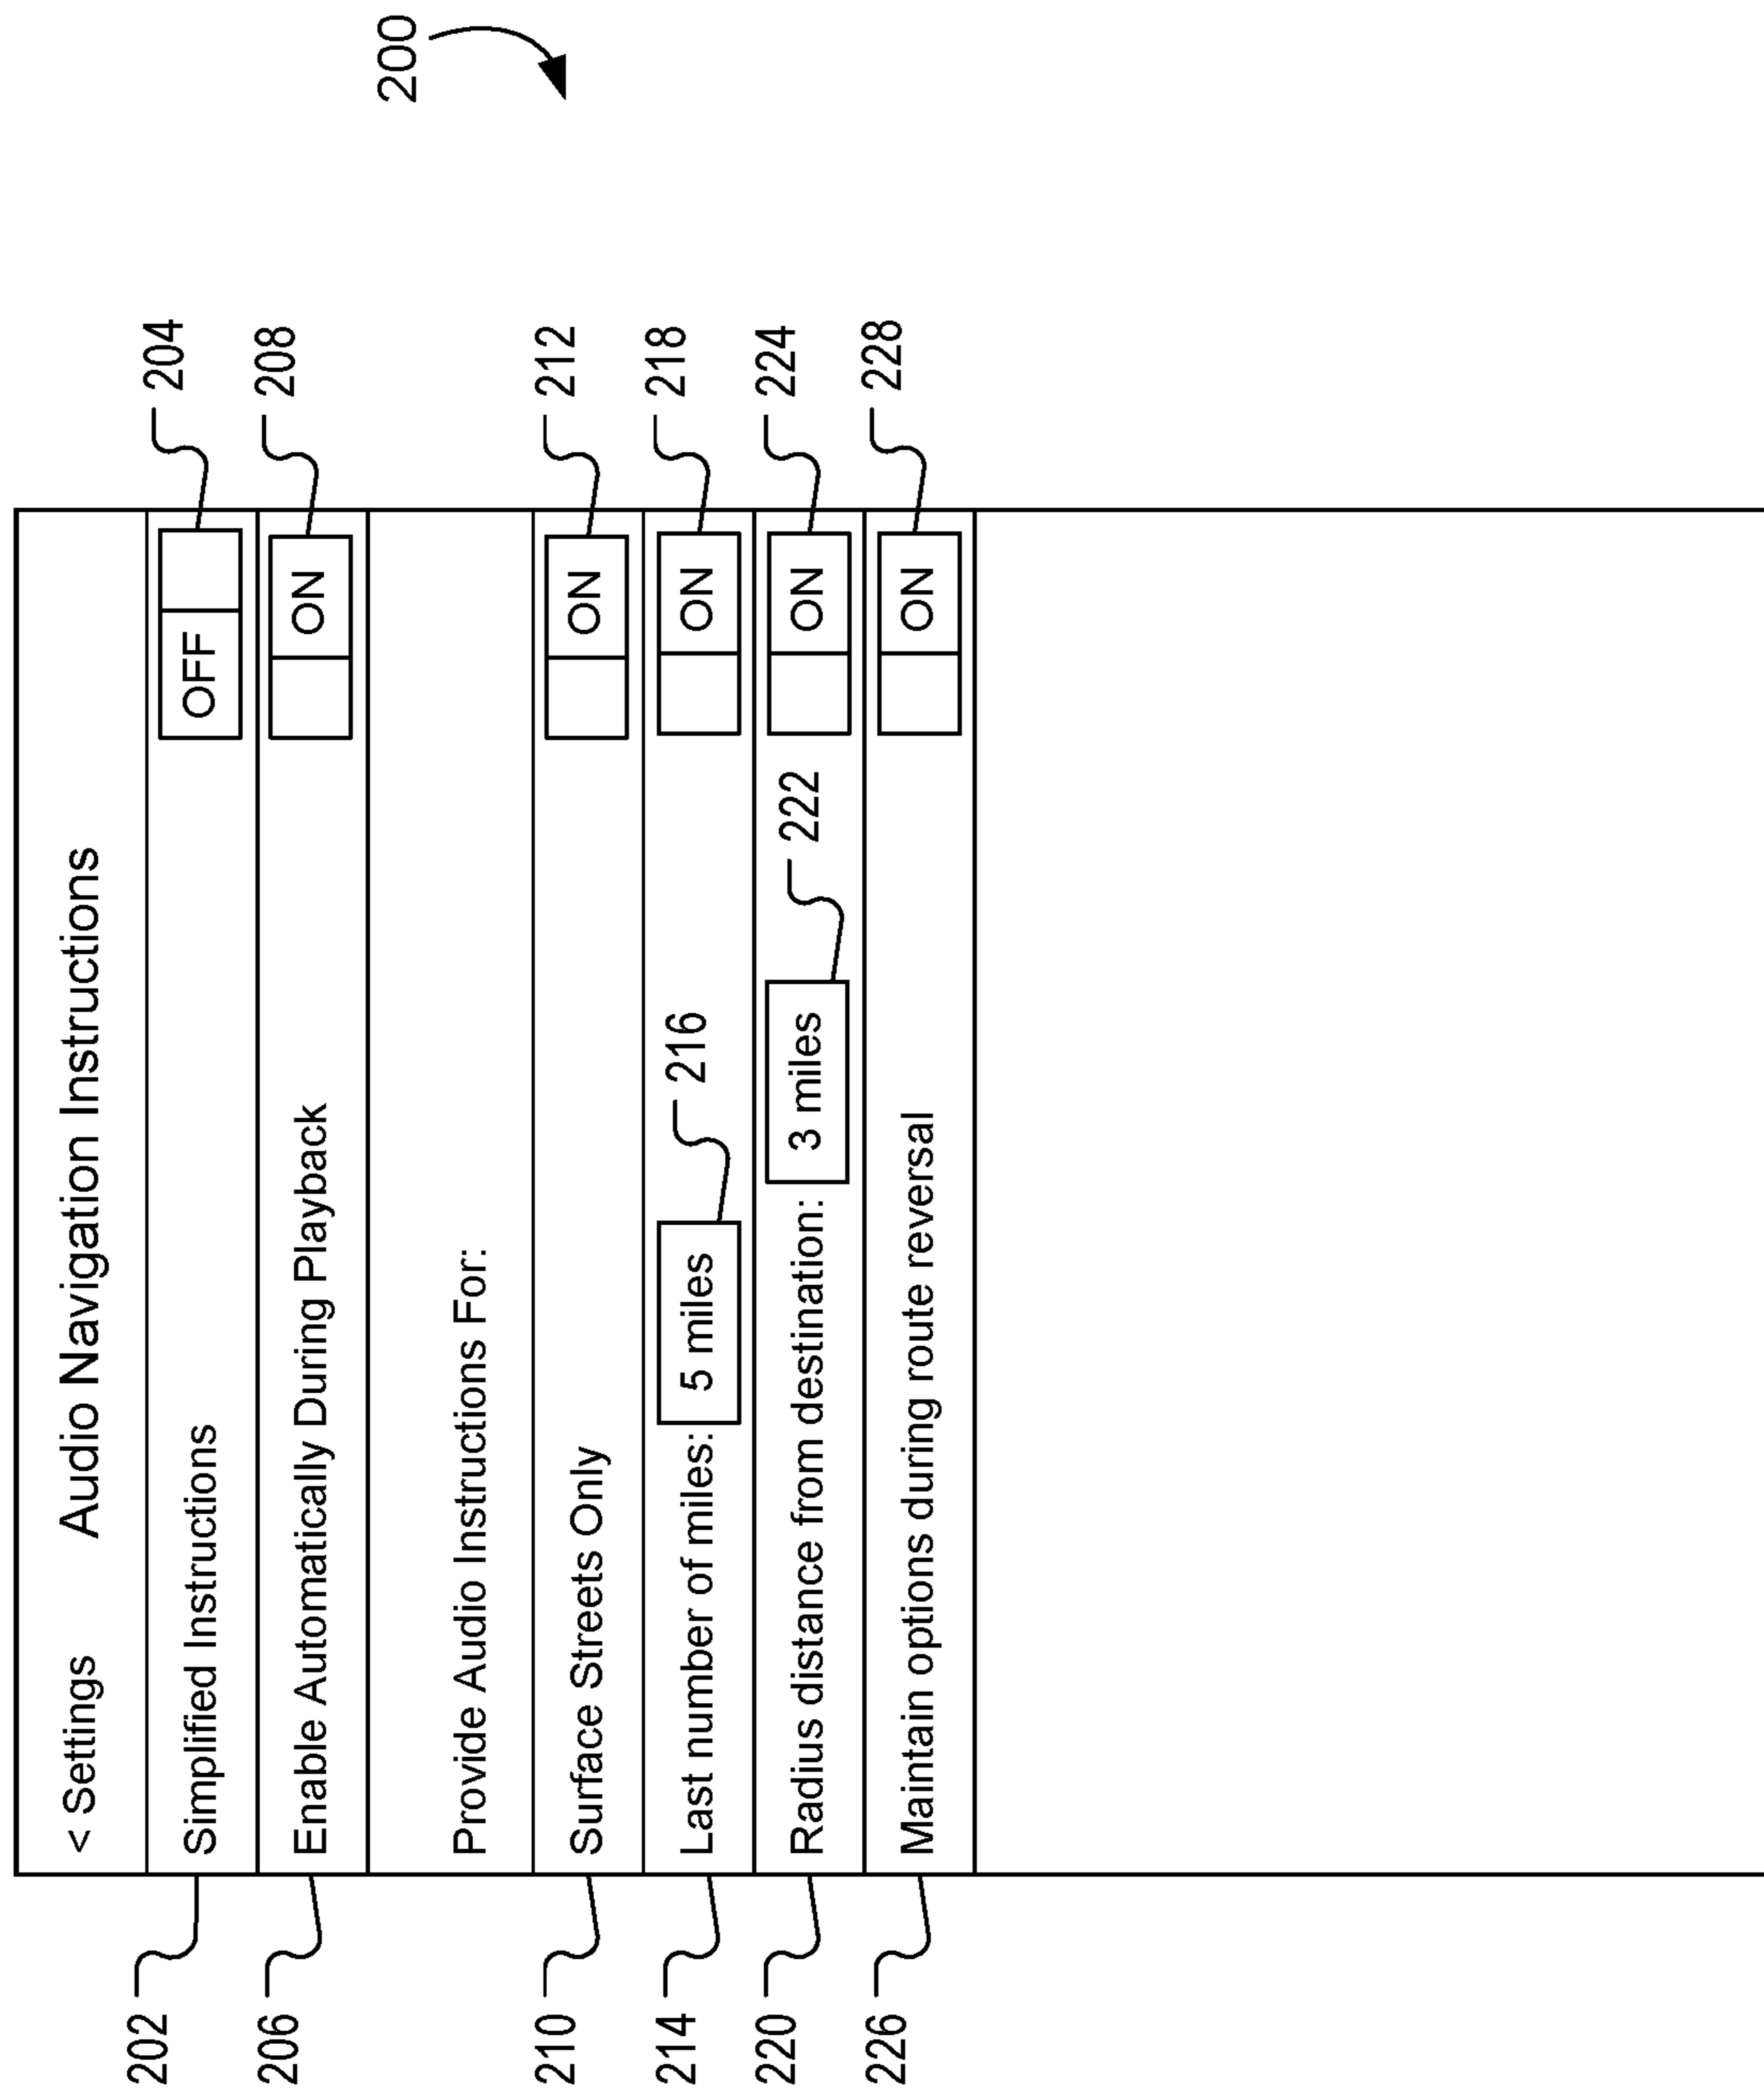 200
< Settings Audio Navigation Instructions
202 Simplified Instructions OFF 204
206 Enable Automatically During Playback ON 208
Provide Audio Instructions For:
210 Surface Streets Only ON 212
214 Last number of miles: 5 miles 216 ON 218
220 Radius distance from destination: 3 miles 222 ON 224
226 Maintain options during route reversal ON 228